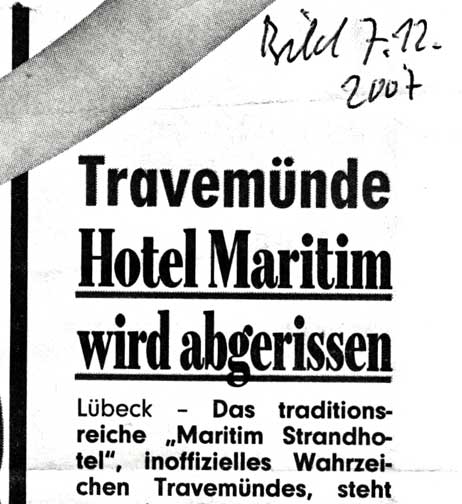 Bild 7.12.
2007
Travemünde
Hotel Maritim
wird abgerissen
Lübeck – Das traditions-
reiche „Maritim Strandho-
tel“, inoffizielles Wahrzei-
chen Travemündes, steht